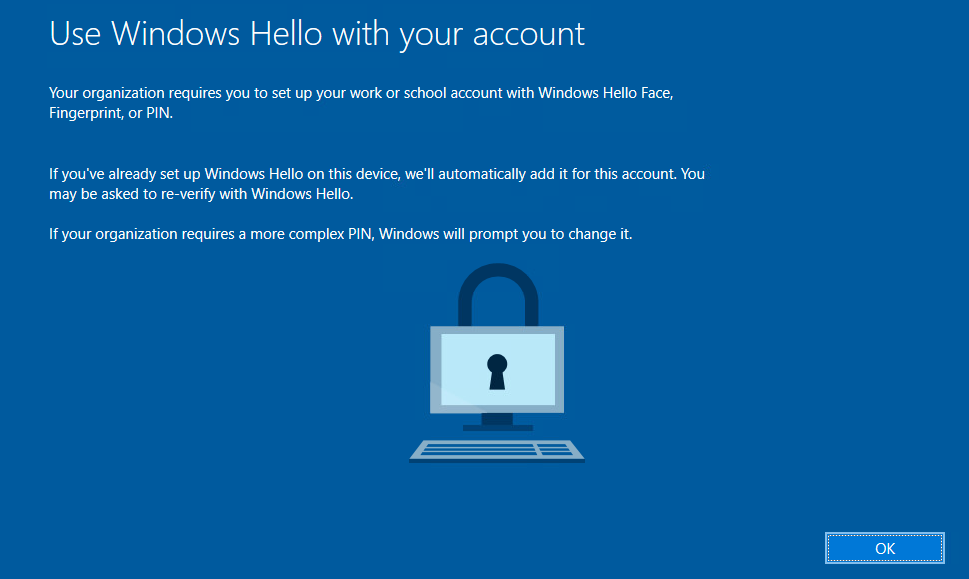 Use Windows Hello with your account
Your organization requires you to set up your work or school account with Windows Hello Face,
Fingerprint, or PIN.
If you've already set up Windows Hello on this device, we'll automatically add it for this account. You
may be asked to re-verify with Windows Hello.
If your organization requires a more complex PIN, Windows will prompt you to change it.
OK